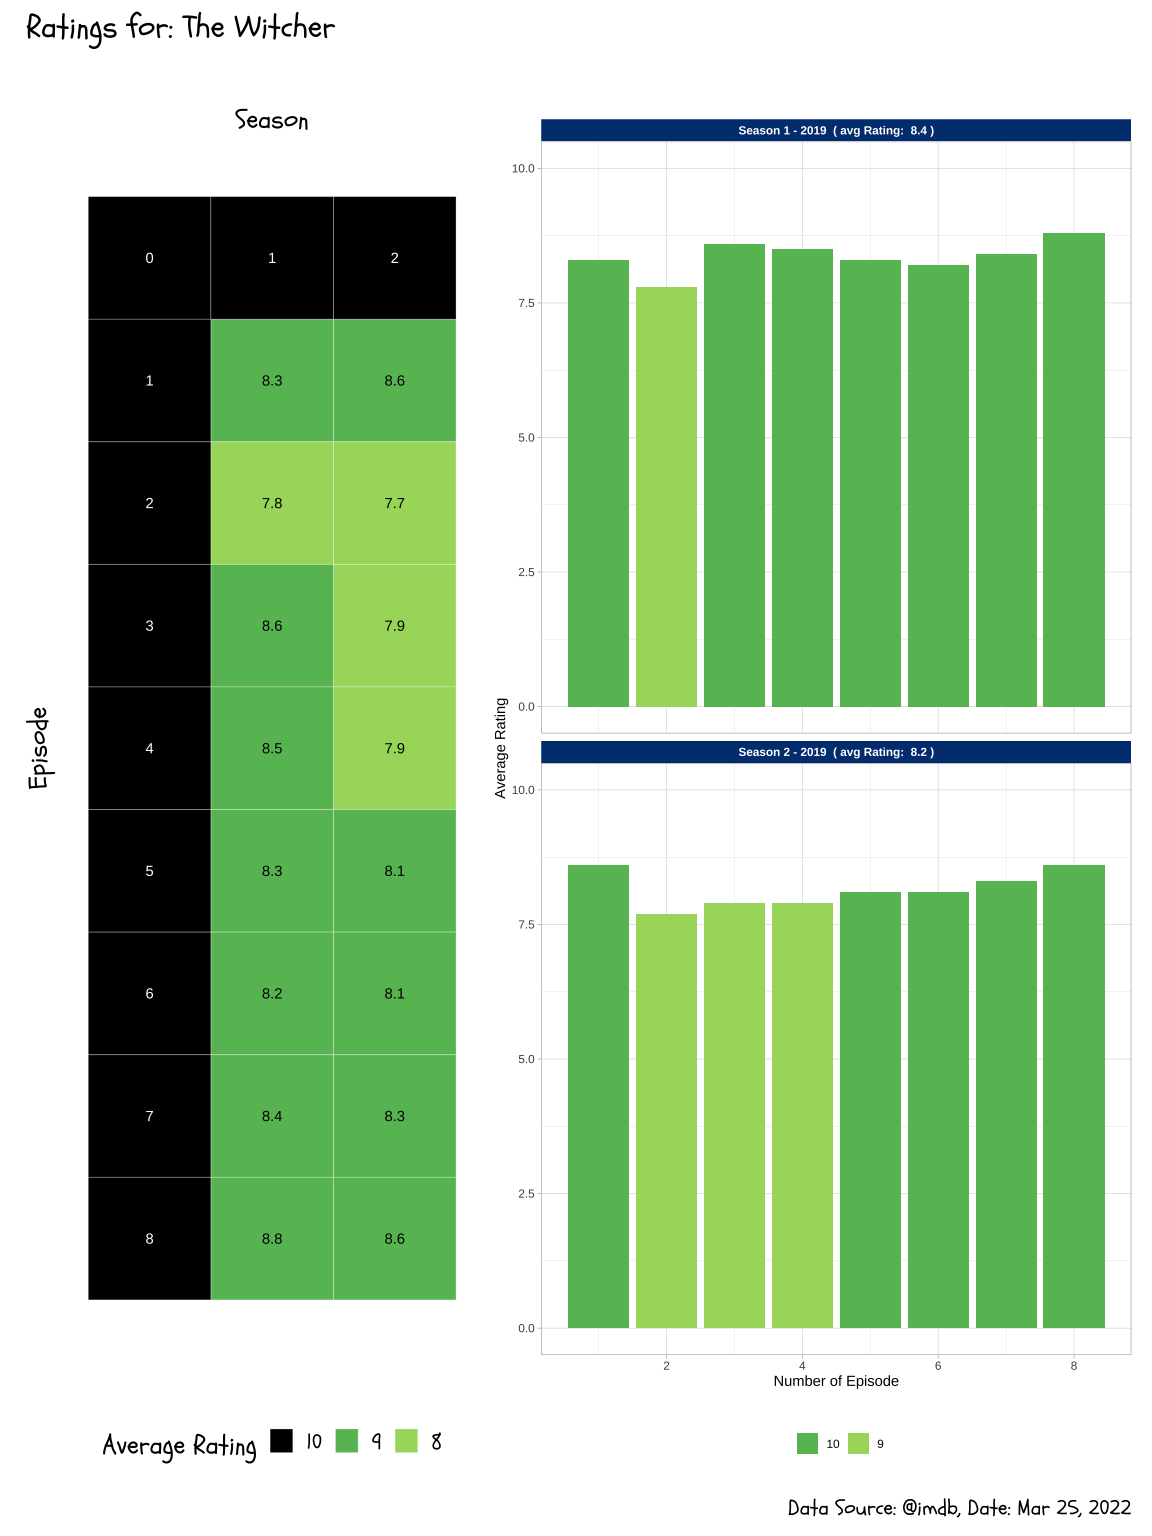 Ratings for: The Witcher
Season
Episode
0 1 2
1 8.3 8.6
2 7.8 7.7
3 8.6 7.9
4 8.5 7.9
5 8.3 8.1
6 8.2 8.1
7 8.4 8.3
8 8.8 8.6
Average Rating 10 9 8
Season 1 - 2019 ( avg Rating: 8.4 )
10.0
7.5
5.0
2.5
0.0
Average Rating
Season 2 - 2019 ( avg Rating: 8.2 )
10.0
7.5
5.0
2.5
0.0
2 4 6 8
Number of Episode
10 9
Data Source: @imdb, Date: Mar 25, 2022